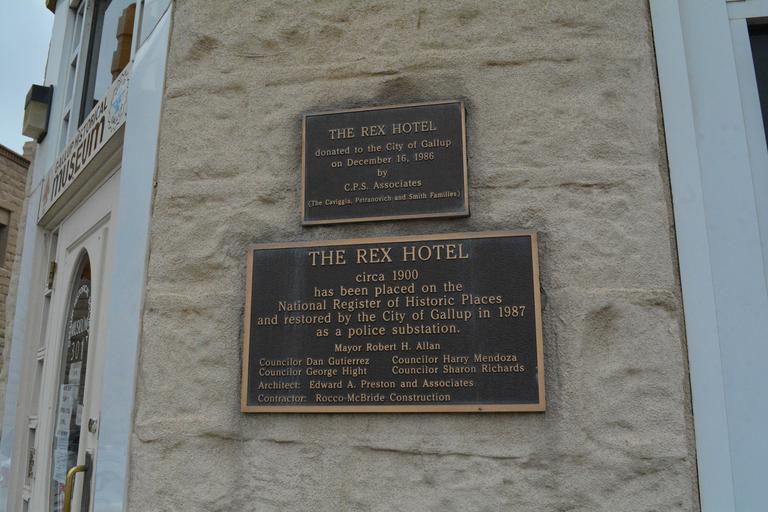 GALLUP HISTORICAL
MUSEUM
301
THE REX HOTEL
donated to the City of Gallup
on December 16, 1986
by
C.P.S. Associates
(The Caviggia, Petranovich and Smith Families)
THE REX HOTEL
circa 1900
has been placed on the
National Register of Historic Places
and restored by the City of Gallup in 1987
as a police substation.
Mayor Robert H. Allan
Councilor Dan Gutierrez Councilor Harry Mendoza
Councilor George Hight Councilor Sharon Richards
Architect: Edward A. Preston and Associates
Contractor: Rocco-McBride Construction